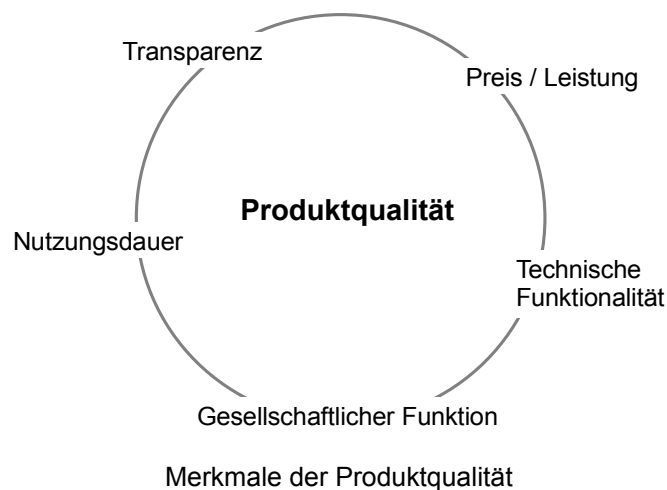 Transparenz
Preis / Leistung
Produktqualität
Nutzungsdauer
Technische
Funktionalität
Gesellschaftlicher Funktion
Merkmale der Produktqualität